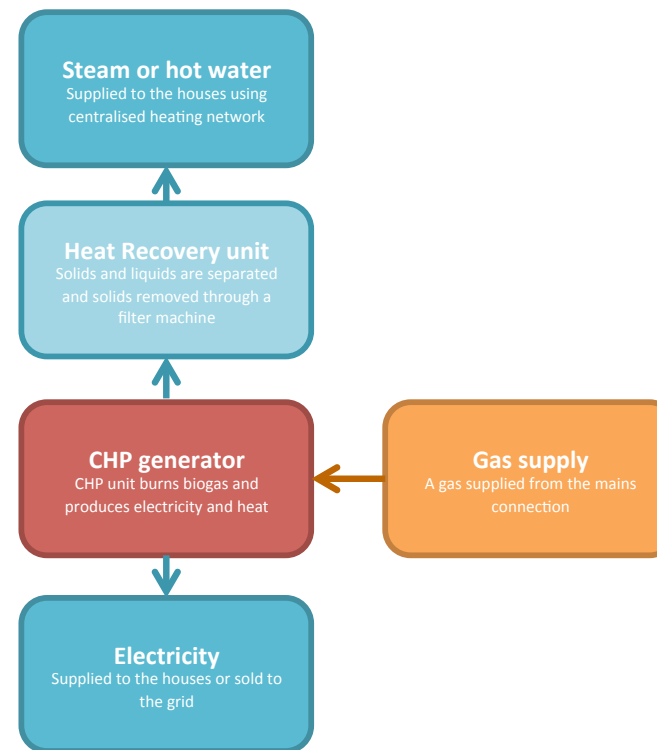 Steam or hot water
Supplied to the houses using
centralised heating network
Heat Recovery unit
Solids and liquids are separated
and solids removed through a
filter machine
CHP generator
CHP unit burns biogas and
produces electricity and heat
Gas supply
A gas supplied from the mains
connection
Electricity
Supplied to the houses or sold to
the grid